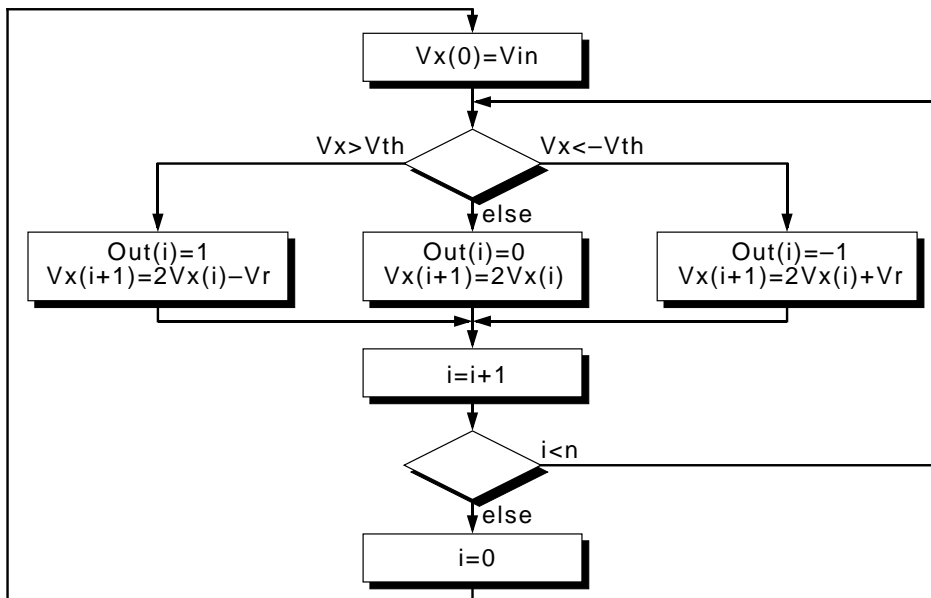 Vx(0)=Vin
Vx>Vth
Vx<–Vth
else
Out(i)=1
Vx(i+1)=2Vx(i)–Vr
Out(i)=0
Vx(i+1)=2Vx(i)
Out(i)=–1
Vx(i+1)=2Vx(i)+Vr
i=i+1
i<n
else
i=0